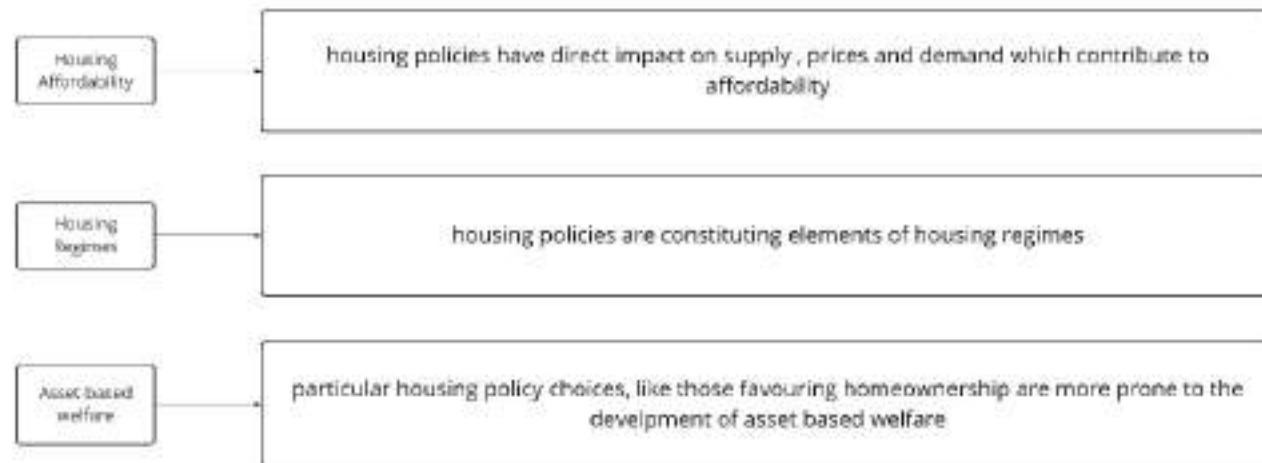 Housing
Affordability
housing policies have direct impact on supply , prices and demand which contribute to
affordability
Housing
Regimes
housing policies are constituting elements of housing regimes
Asset based
welfare
particular housing policy choices, like those favouring homeownership are more prone to the
develpment of asset based welfare